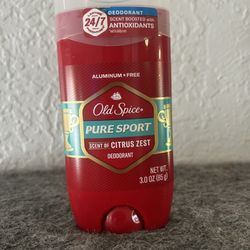 24/7
DEODORANT
SCENT BOOSTED with
ANTIOXIDANTS
ALUMINUM•FREE
Old Spice
PURE SPORT
SCENT OF CITRUS ZEST
DEODORANT
NET WT.
3.0 OZ (85g)